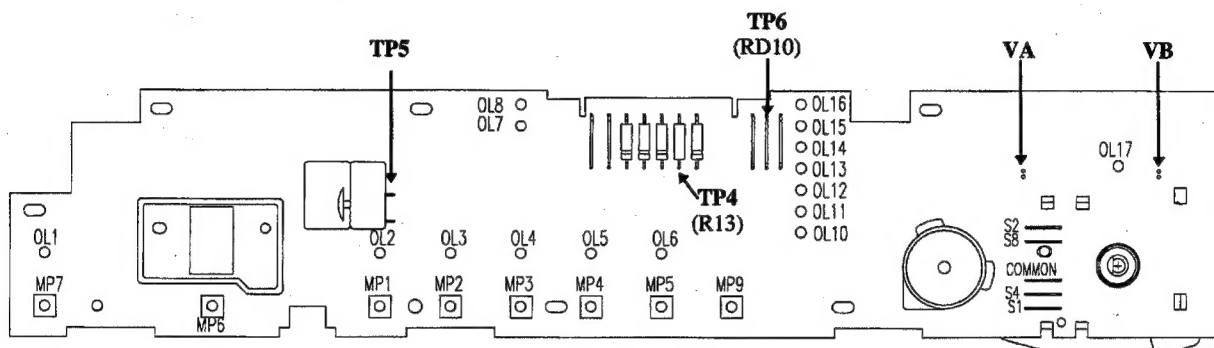 TP6
(RD10)
TP5
VA
VB
OL8
OL7
OL16
OL15
OL14
OL13
OL12
OL11
OL10
OL17
TP4
(R13)
S2
S8
COMMON
S4
S1
OL1
OL2
OL3
OL4
OL5
OL6
MP7
MP6
MP1
MP2
MP3
MP4
MP5
MP9